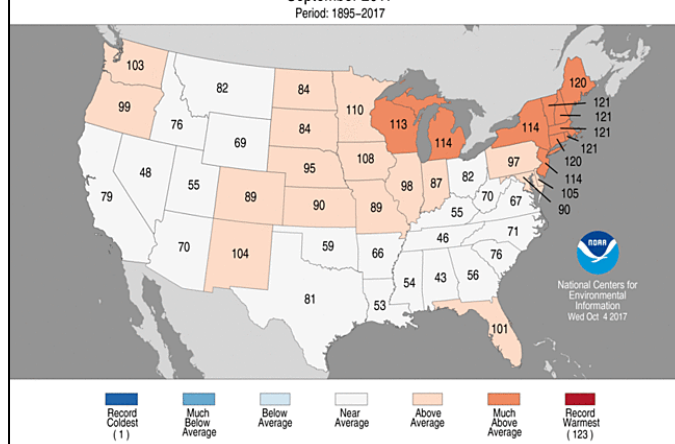 September 2017
Period: 1895–2017
103
82
84
110
113
114
114
120
121
121
121
121
120
114
105
90
99
76
69
84
95
108
98
87
82
97
79
48
55
89
90
89
55
70
67
70
104
59
66
46
71
76
81
53
54
43
56
101
NOAA
National Centers for
Environmental
Information
Wed Oct 4 2017
Record
Coldest
(1)
Much
Below
Average
Below
Average
Near
Average
Above
Average
Much
Above
Average
Record
Warmest
(123)